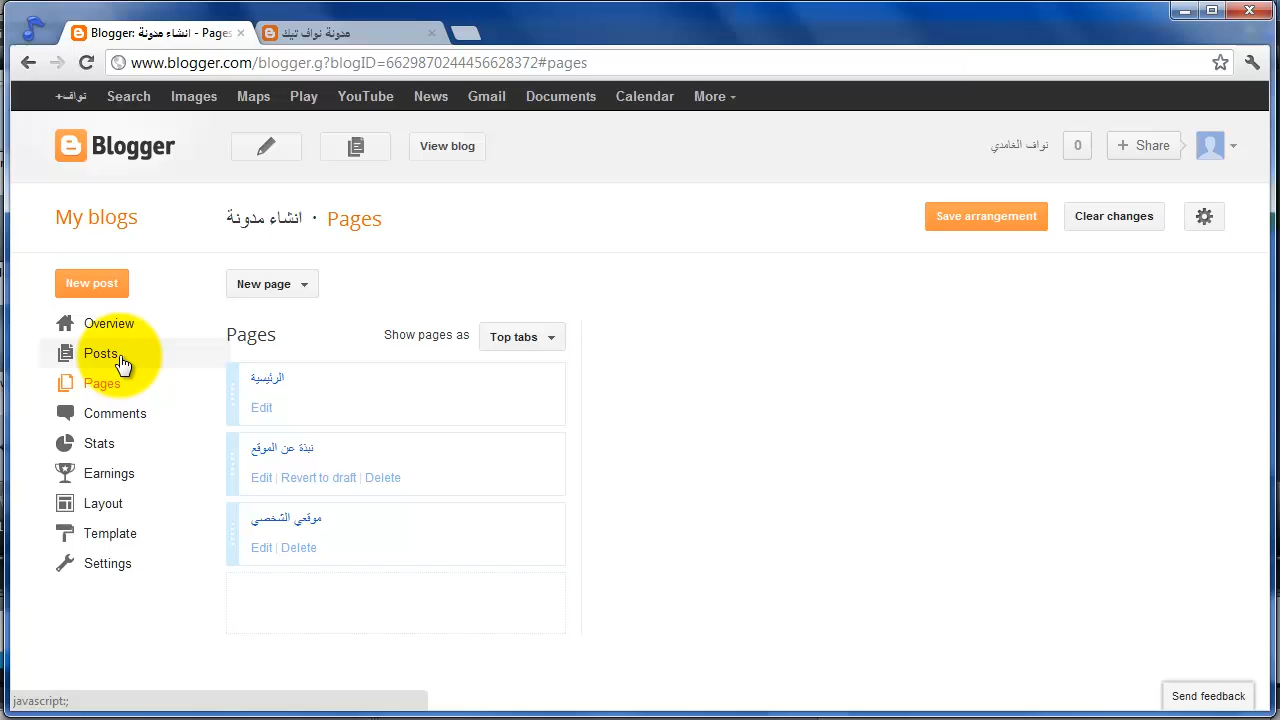 Blogger: انشاء مدونة - Pages
مدونة نواف تيك
www.blogger.com/blogger.g?blogID=6629870244456628372#pages
+نواف Search Images Maps Play YouTube News Gmail Documents Calendar More
Blogger View blog نواف الغامدي 0 + Share
My blogs انشاء مدونة · Pages Save arrangement Clear changes
New post New page
Overview
Pages Show pages as Top tabs
Posts
الرئيسية
Pages
Edit
Comments
Stats
نبذة عن الموقع
Earnings
Edit | Revert to draft | Delete
Layout
موقعي الشخصي
Template
Edit | Delete
Settings
javascript:;
Send feedback